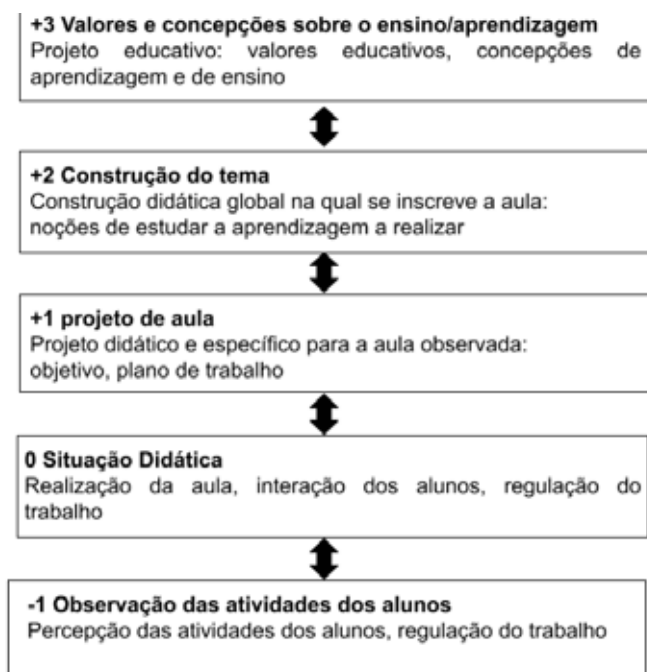 +3 Valores e concepções sobre o ensino/aprendizagem
Projeto educativo: valores educativos, concepções de
aprendizagem e de ensino
+2 Construção do tema
Construção didática global na qual se inscreve a aula:
noções de estudar a aprendizagem a realizar
+1 projeto de aula
Projeto didático e específico para a aula observada:
objetivo, plano de trabalho
0 Situação Didática
Realização da aula, interação dos alunos, regulação do
trabalho
-1 Observação das atividades dos alunos
Percepção das atividades dos alunos, regulação do trabalho